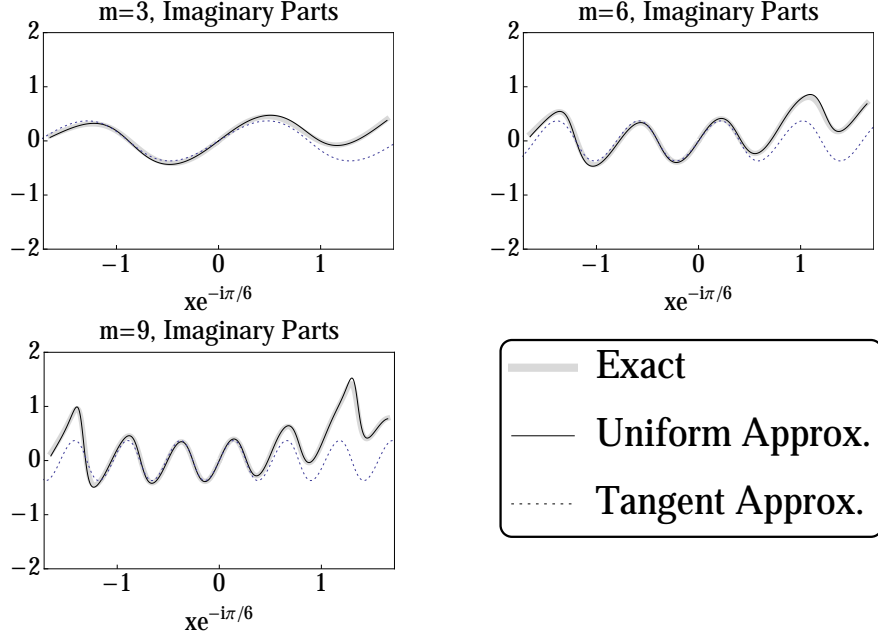 m=3, Imaginary Parts
2
1
0
−1
−2
−1 0 1
xe^{−iπ/6}
m=6, Imaginary Parts
2
1
0
−1
−2
−1 0 1
xe^{−iπ/6}
m=9, Imaginary Parts
2
1
0
−1
−2
−1 0 1
xe^{−iπ/6}
Exact
Uniform Approx.
Tangent Approx.